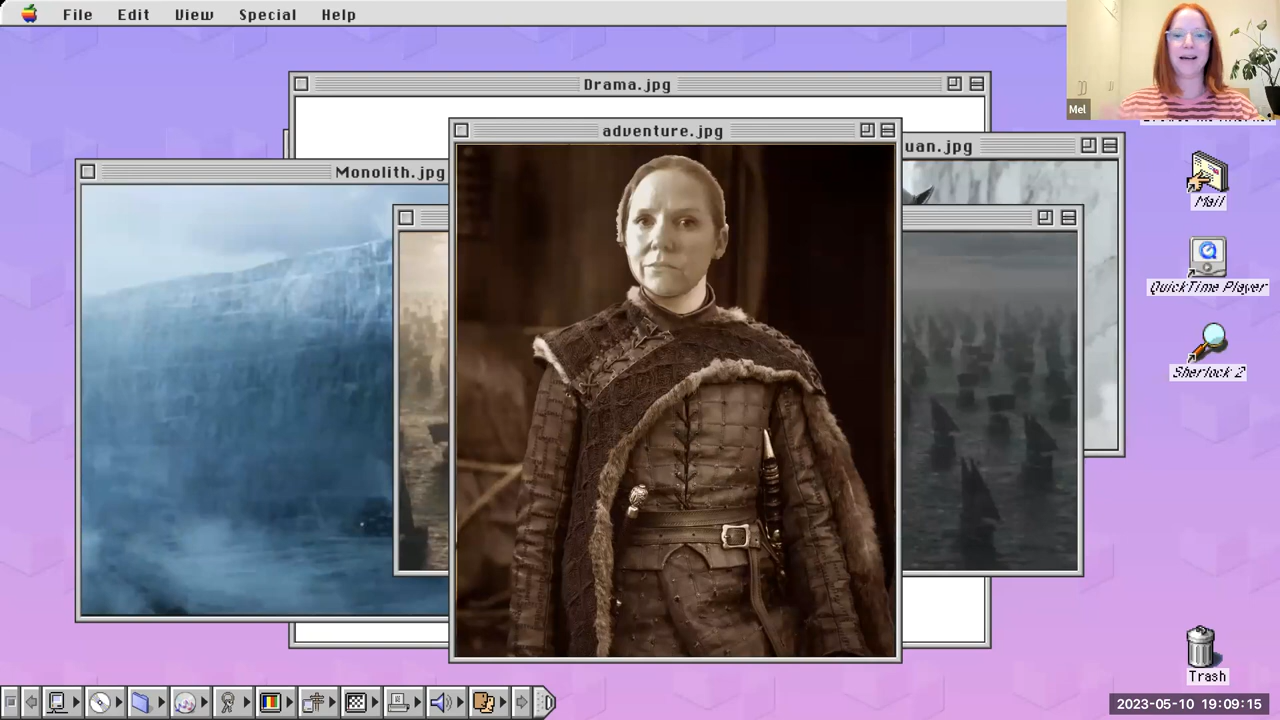 File Edit View Special Help
Mel
Drama.jpg
adventure.jpg
uan.jpg
Monolith.jpg
Mail
QuickTime Player
Sherlock 2
Trash
2023-05-10 19:09:15